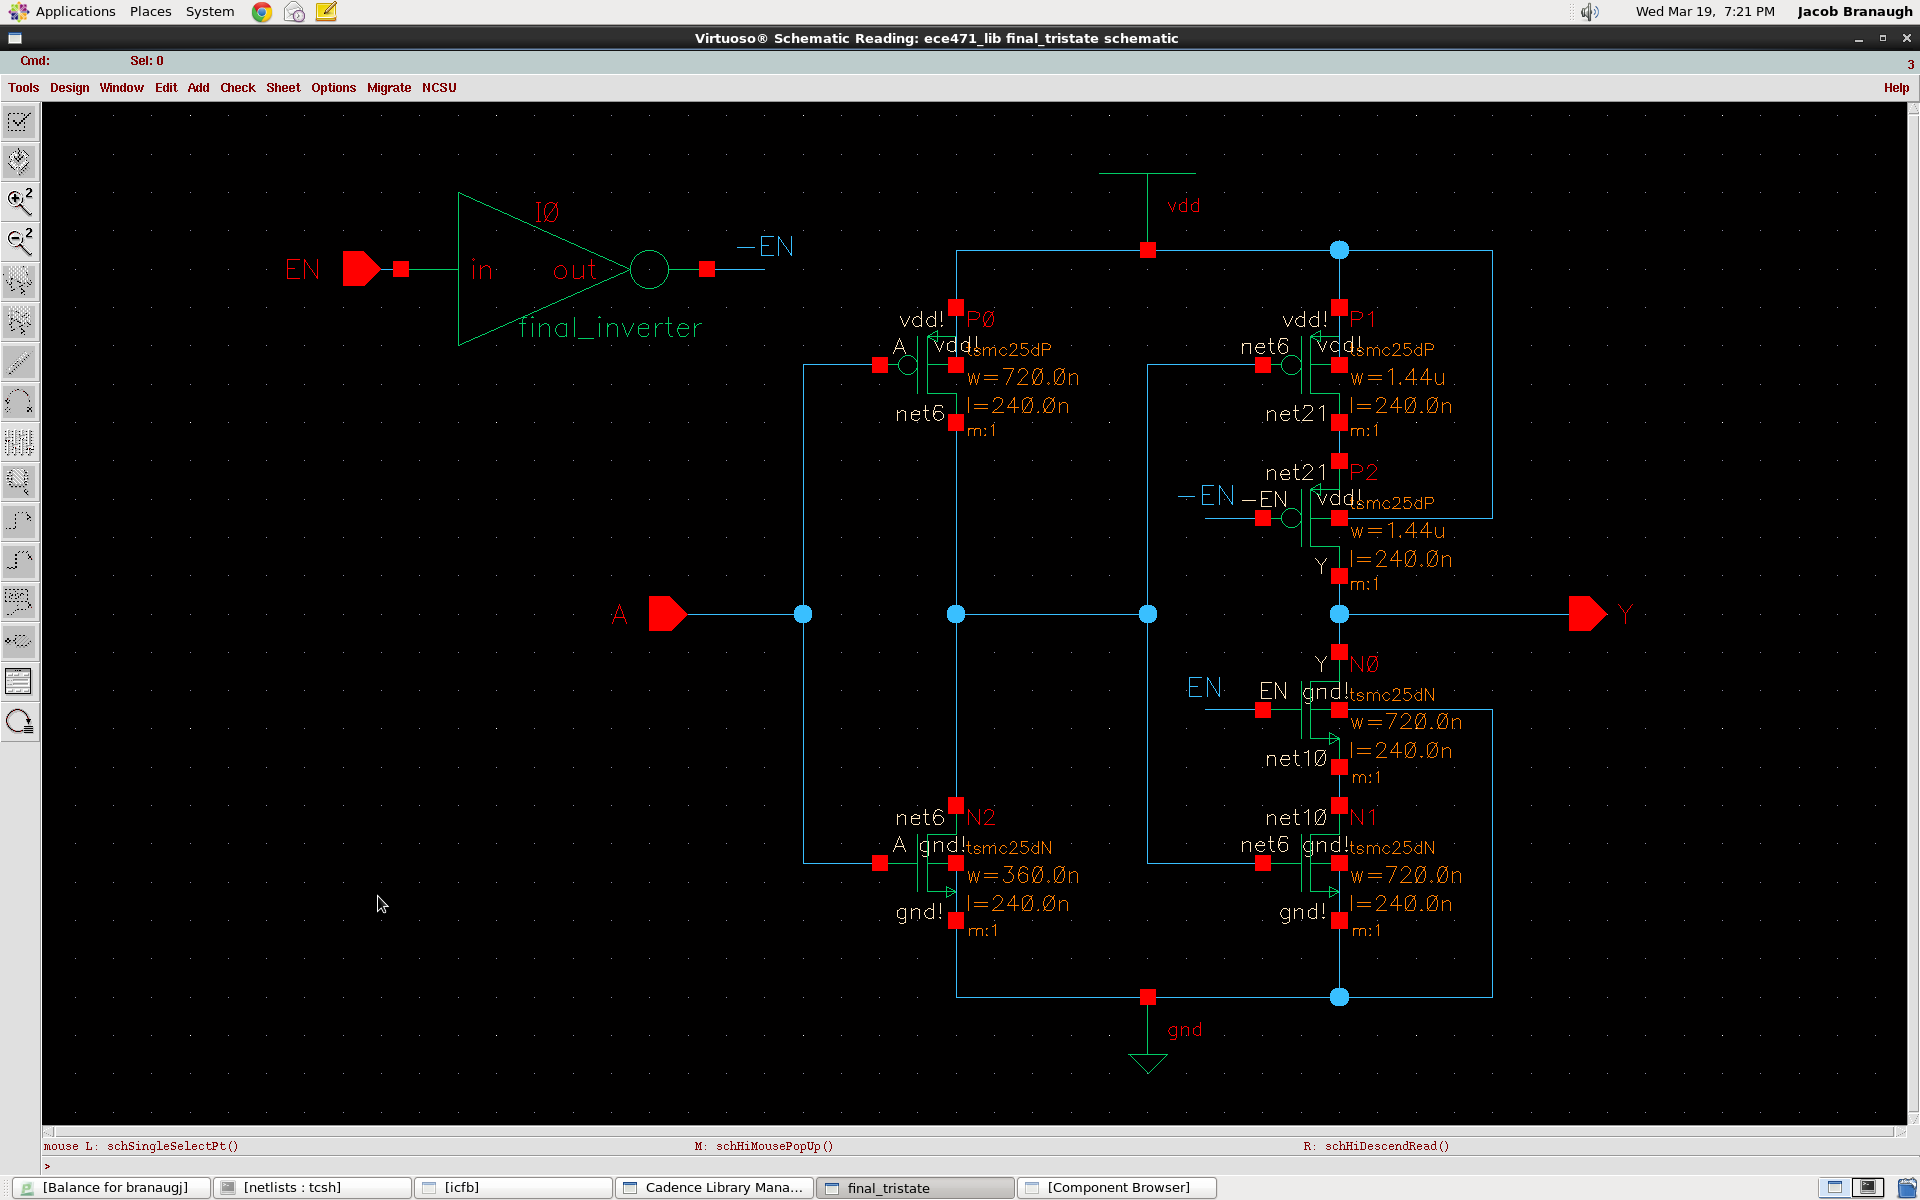 Applications Places System Wed Mar 19, 7:21 PM Jacob Branaugh
Virtuoso® Schematic Reading: ece471_lib final_tristate schematic
Cmd: Sel: 0 3
Tools Design Window Edit Add Check Sheet Options Migrate NCSU Help
2
2
EN
I0
in out
final_inverter
—EN
vdd
vdd! P0
A vdd! tsmc25dP
w=720.0n
net6 l=240.0n
m:1
vdd! P1
net6 vdd! tsmc25dP
w=1.44u
net21 l=240.0n
m:1
net21 P2
—EN —EN vdd! tsmc25dP
w=1.44u
l=240.0n
Y m:1
A
Y
Y N0
EN EN gnd! tsmc25dN
w=720.0n
net10 l=240.0n
m:1
net6 N2
A gnd! tsmc25dN
w=360.0n
gnd! l=240.0n
m:1
net10 N1
net6 gnd! tsmc25dN
w=720.0n
gnd! l=240.0n
m:1
gnd
mouse L: schSingleSelectPt() M: schHiMousePopUp() R: schHiDescendRead()
>
[Balance for branaugj] [netlists : tcsh] [icfb] Cadence Library Mana... final_tristate [Component Browser]